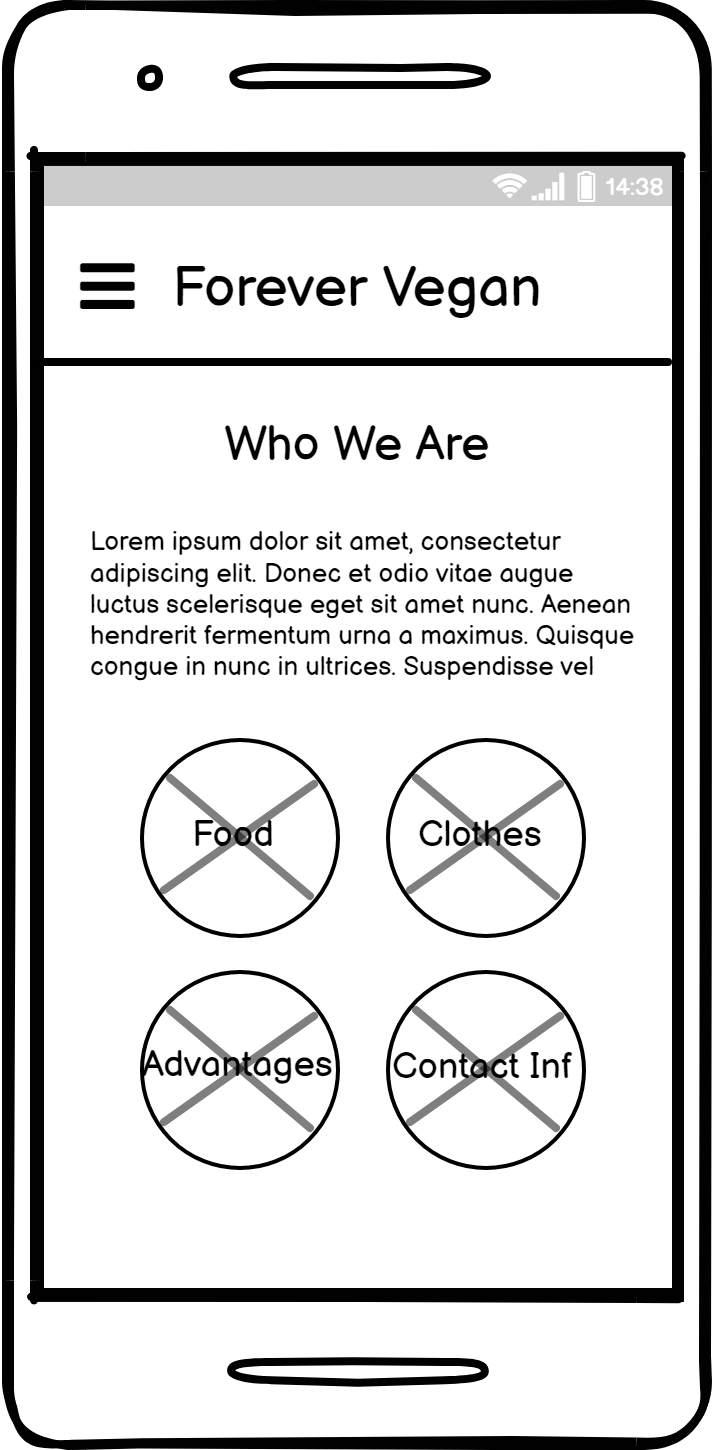 14:38
Forever Vegan
Who We Are
Lorem ipsum dolor sit amet, consectetur
adipiscing elit. Donec et odio vitae augue
luctus scelerisque eget sit amet nunc. Aenean
hendrerit fermentum urna a maximus. Quisque
congue in nunc in ultrices. Suspendisse vel
Food
Clothes
Advantages
Contact Inf